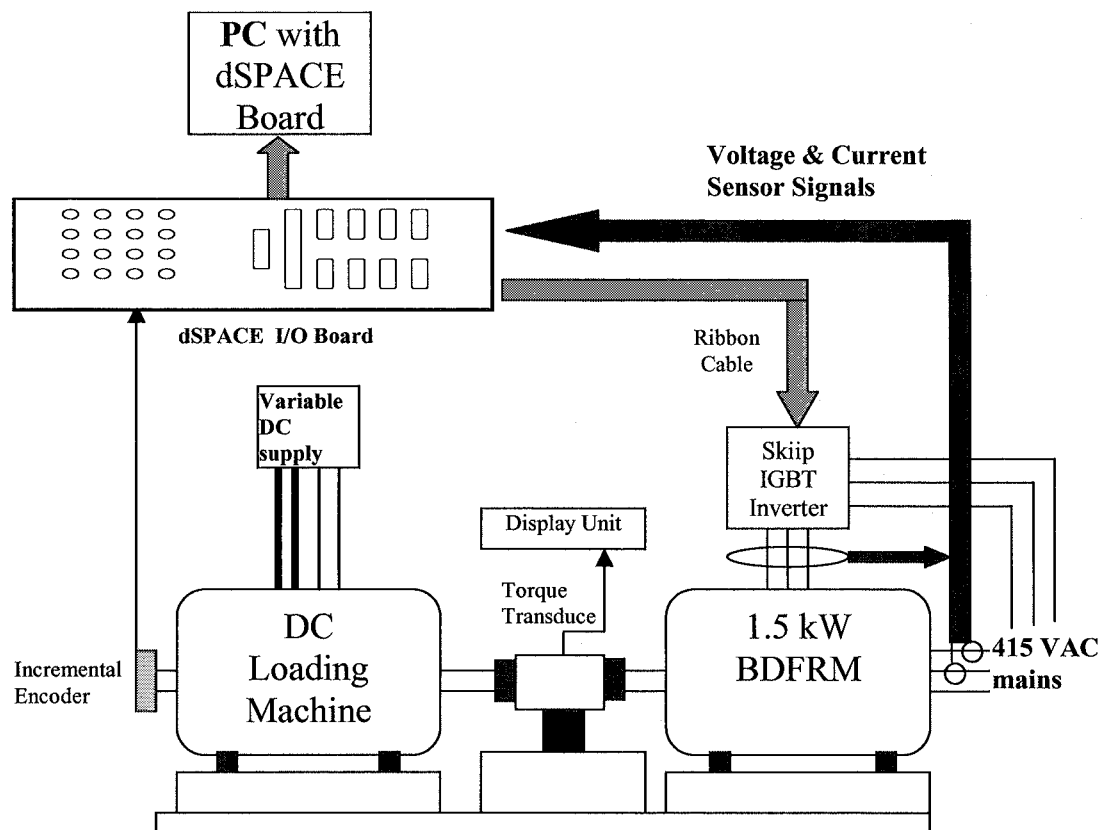 PC with
dSPACE
Board
Voltage & Current
Sensor Signals
dSPACE I/O Board
Ribbon
Cable
Variable
DC
supply
Skiip
IGBT
Inverter
Display Unit
Torque
Transduce
DC
Loading
Machine
1.5 kW
BDFRM
Incremental
Encoder
415 VAC
mains